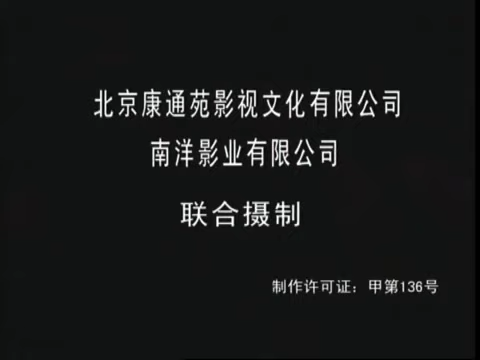 北京康通苑影视文化有限公司
南洋影业有限公司
联合摄制
制作许可证：甲第136号